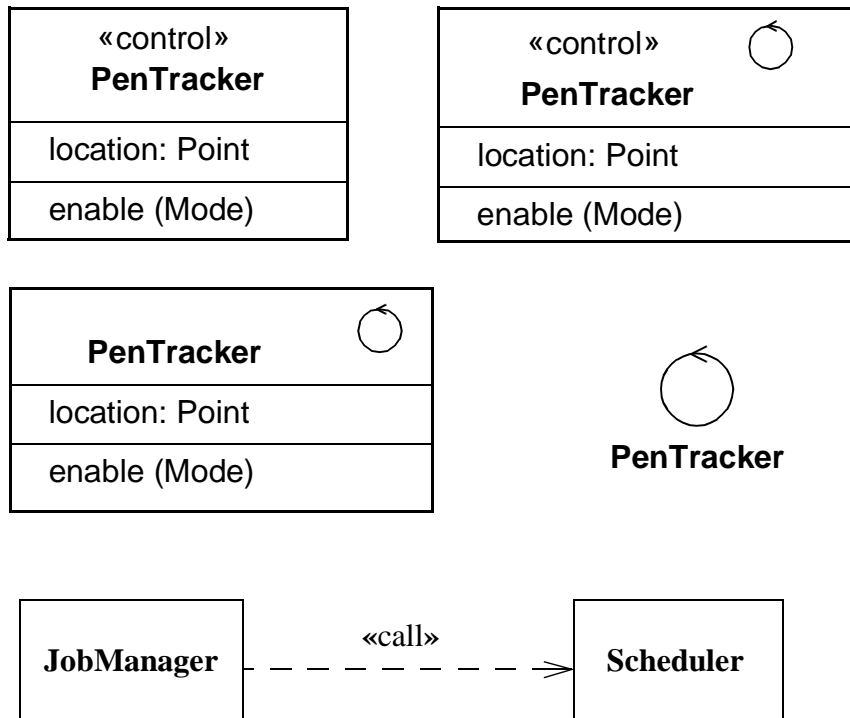 «control»
PenTracker
location: Point
enable (Mode)
«control»
PenTracker
location: Point
enable (Mode)
PenTracker
location: Point
enable (Mode)
PenTracker
JobManager
«call»
Scheduler